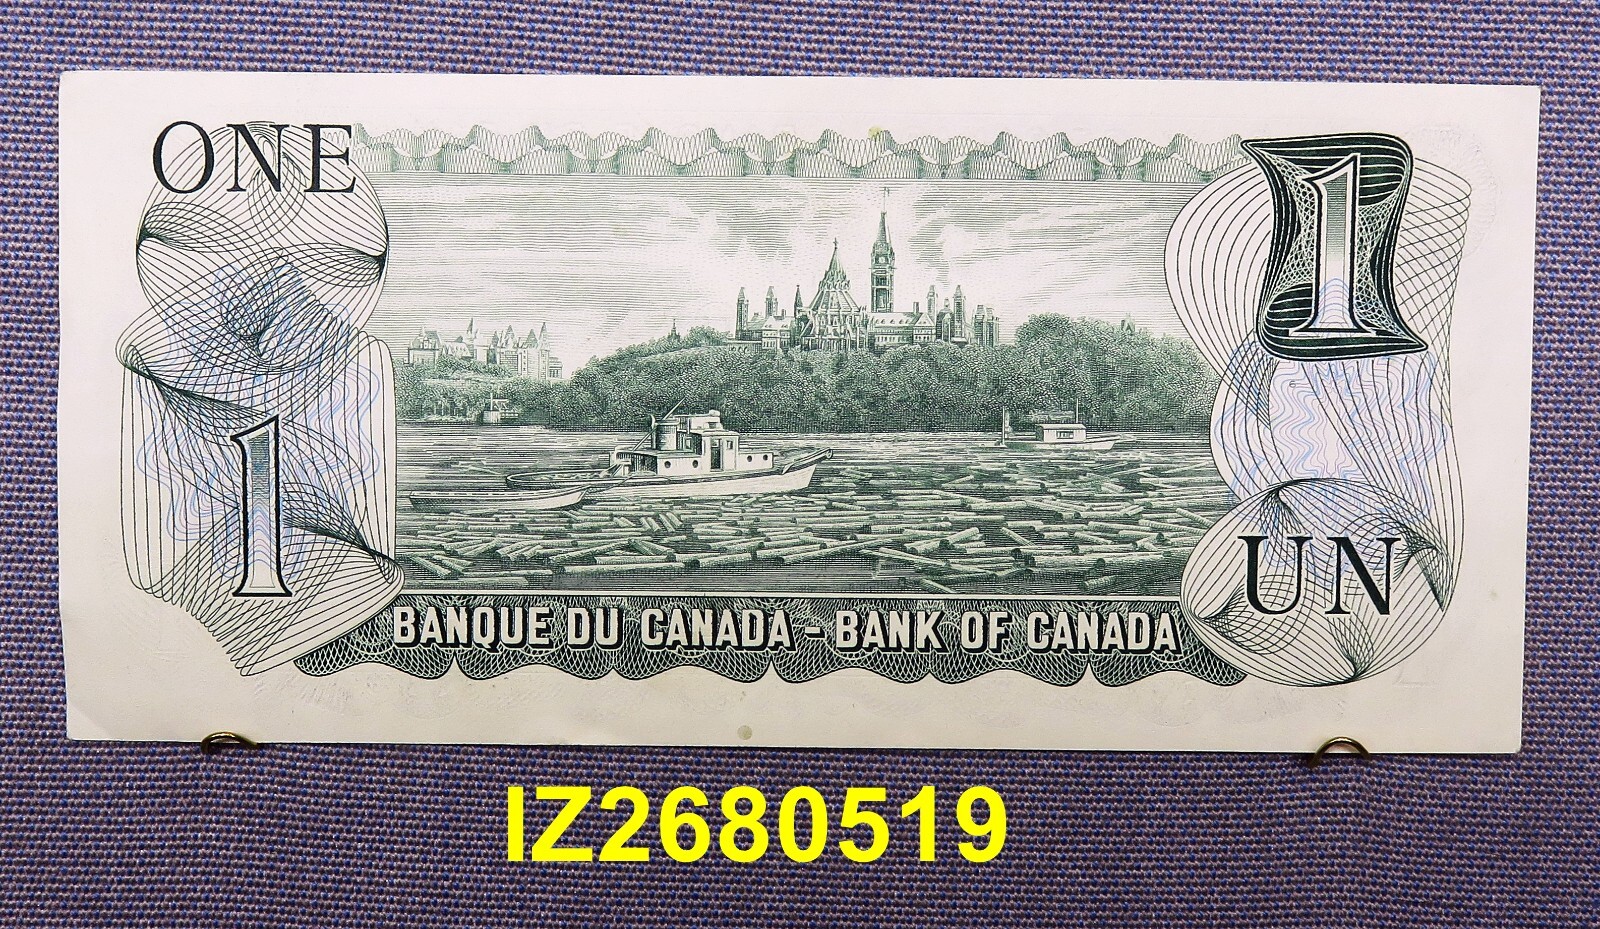 ONE
1
1
UN
BANQUE DU CANADA - BANK OF CANADA
IZ2680519